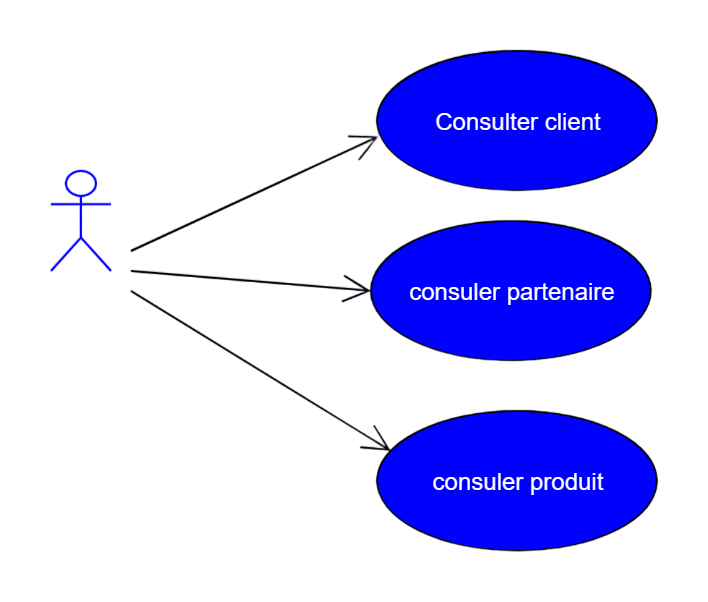 Consulter client
consuler partenaire
consuler produit